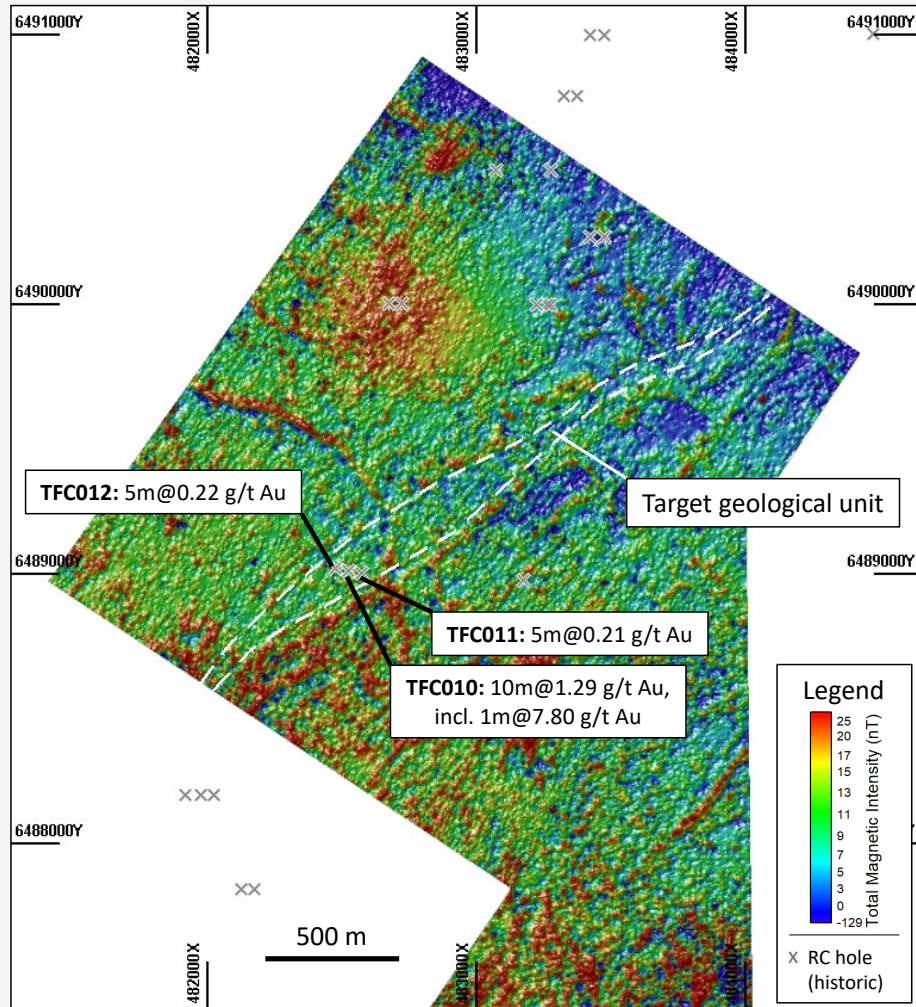 6491000Y
482000X
483000X
484000X
6491000Y
6490000Y
6490000Y
TFC012: 5m@0.22 g/t Au
Target geological unit
6489000Y
6489000Y
TFC011: 5m@0.21 g/t Au
TFC010: 10m@1.29 g/t Au,
incl. 1m@7.80 g/t Au
Legend
25
20
17
15
13
11
9
7
5
3
0
-129
Total Magnetic Intensity (nT)
X RC hole
(historic)
6488000Y
500 m
482000X
483000X
484000X